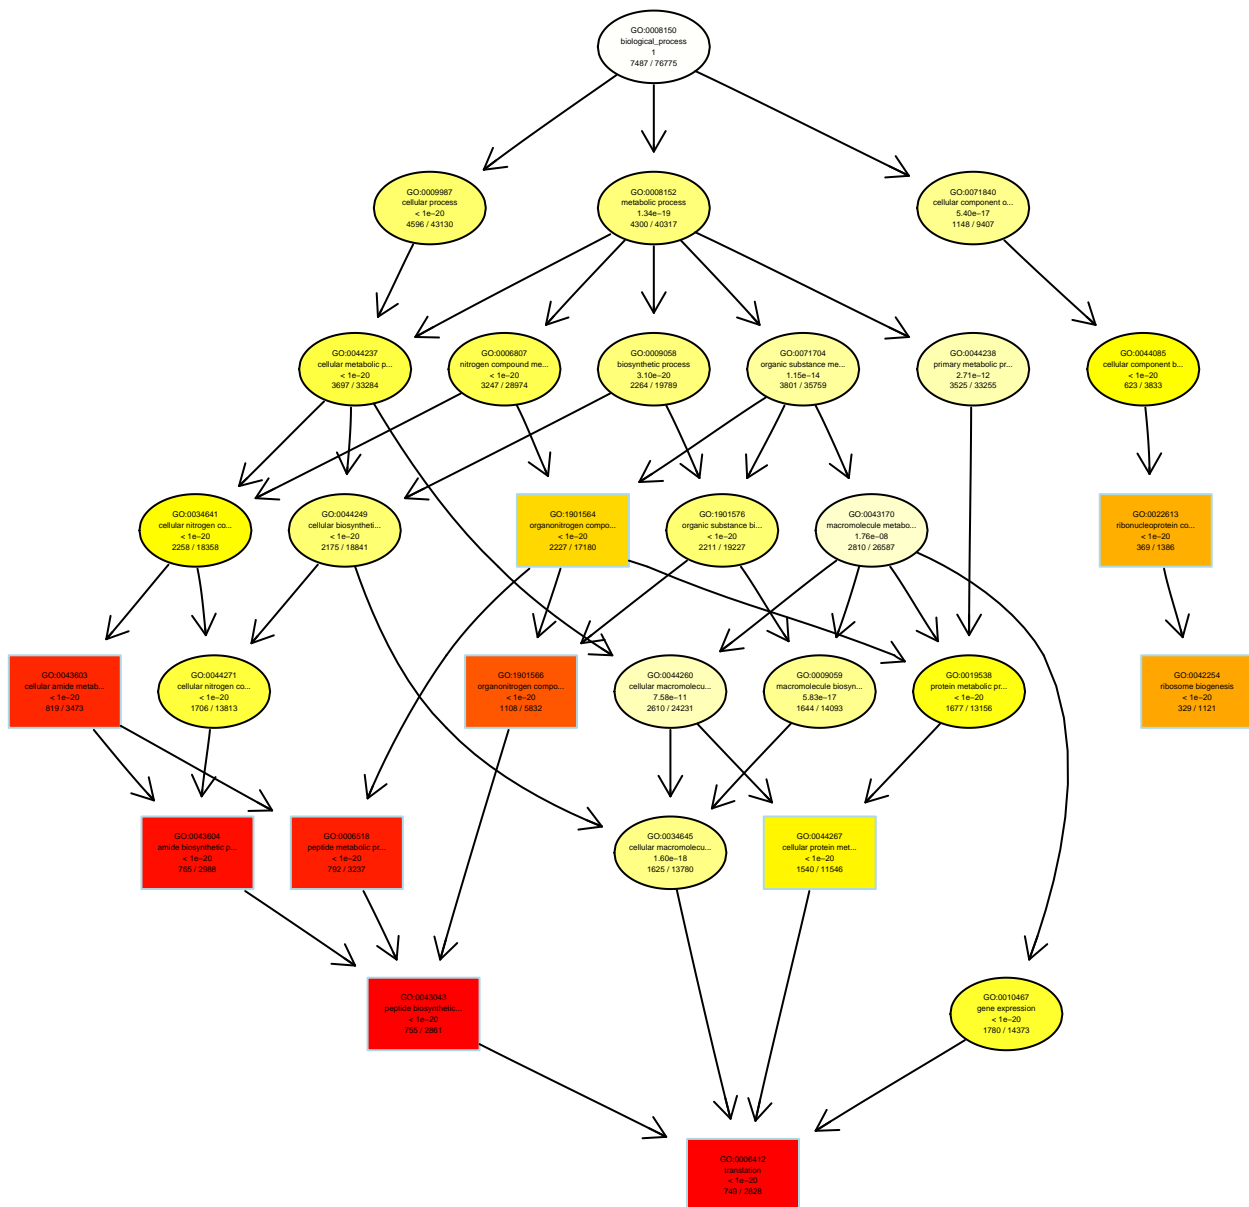 GO:0008150
biological_process
1
7487 / 76775
GO:0009987
cellular process
< 1e−20
4596 / 43130
GO:0008152
metabolic process
1.34e−19
4300 / 40317
GO:0071840
cellular component o...
5.40e−17
1148 / 9407
GO:0044237
cellular metabolic p...
< 1e−20
3697 / 33284
GO:0006807
nitrogen compound me...
< 1e−20
3247 / 28974
GO:0009058
biosynthetic process
3.10e−20
2264 / 19789
GO:0071704
organic substance me...
1.15e−14
3801 / 35759
GO:0044238
primary metabolic pr...
2.71e−12
3525 / 33255
GO:0044085
cellular component b...
< 1e−20
623 / 3833
GO:0034641
cellular nitrogen co...
< 1e−20
2258 / 18358
GO:0044249
cellular biosyntheti...
< 1e−20
2175 / 18841
GO:1901564
organonitrogen compo...
< 1e−20
2227 / 17180
GO:1901576
organic substance bi...
< 1e−20
2211 / 19227
GO:0043170
macromolecule metabo...
1.76e−08
2810 / 26587
GO:0022613
ribonucleoprotein co...
< 1e−20
369 / 1386
GO:0043603
cellular amide metab...
< 1e−20
819 / 3473
GO:0044271
cellular nitrogen co...
< 1e−20
1706 / 13813
GO:1901566
organonitrogen compo...
< 1e−20
1108 / 5832
GO:0044260
cellular macromolecu...
7.58e−11
2610 / 24231
GO:0009059
macromolecule biosyn...
5.83e−17
1644 / 14093
GO:0019538
protein metabolic pr...
< 1e−20
1677 / 13156
GO:0042254
ribosome biogenesis
< 1e−20
329 / 1121
GO:0043604
amide biosynthetic p...
< 1e−20
765 / 2988
GO:0006518
peptide metabolic pr...
< 1e−20
792 / 3237
GO:0034645
cellular macromolecu...
1.60e−18
1625 / 13780
GO:0044267
cellular protein met...
< 1e−20
1540 / 11546
GO:0043043
peptide biosynthetic...
< 1e−20
755 / 2861
GO:0010467
gene expression
< 1e−20
1780 / 14373
GO:0006412
translation
< 1e−20
749 / 2828